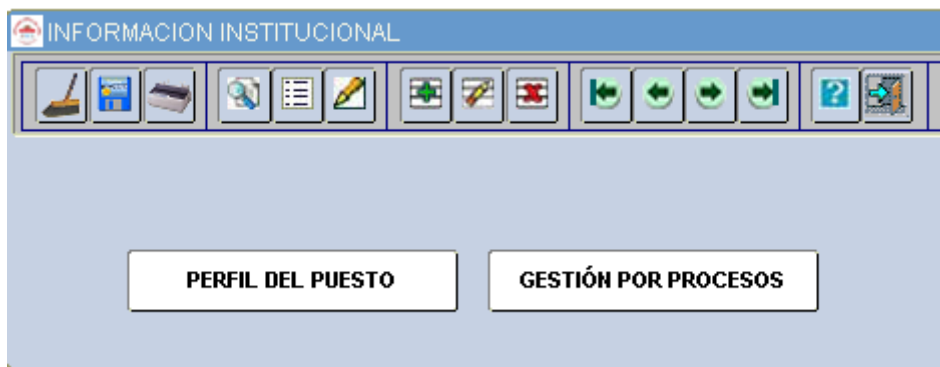 INFORMACION INSTITUCIONAL
PERFIL DEL PUESTO
GESTIÓN POR PROCESOS